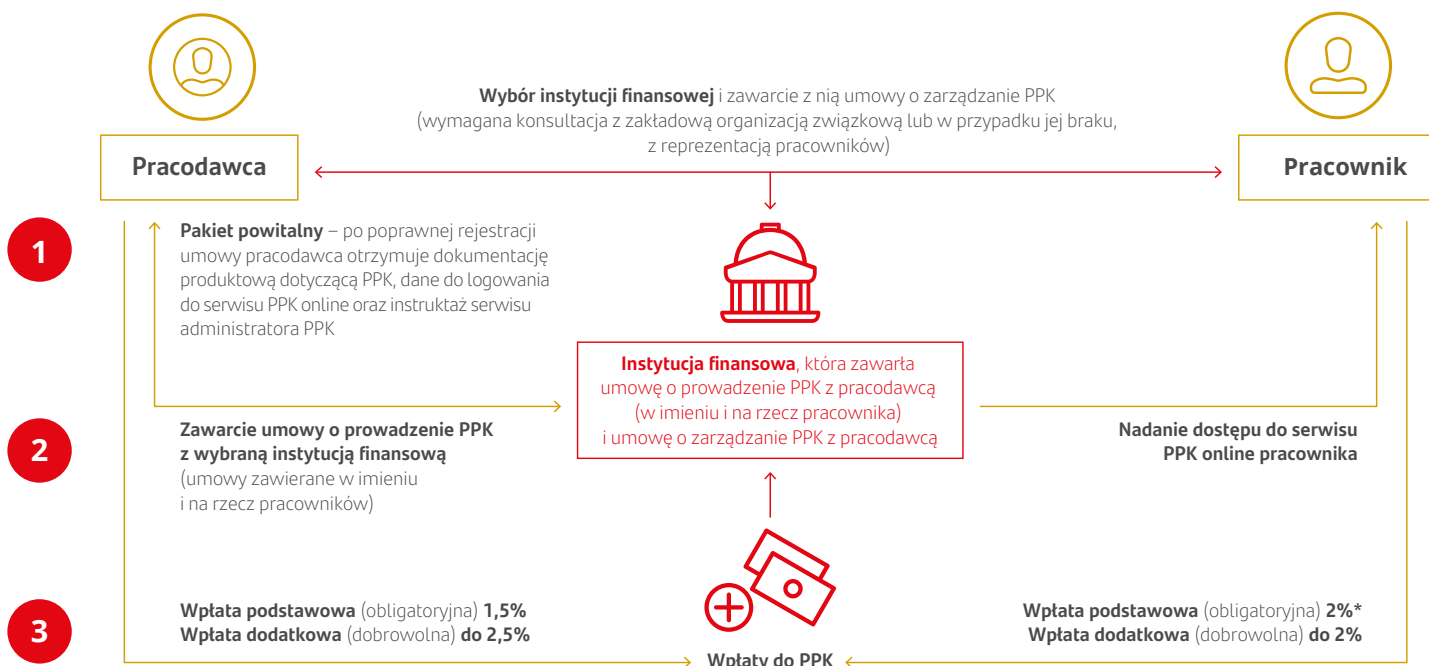 Wybór instytucji finansowej i zawarcie z nią umowy o zarządzanie PPK
(wymagana konsultacja z zakładową organizacją związkową lub w przypadku jej braku,
z reprezentacją pracowników)
Pracodawca
Pracownik
1
Pakiet powitalny – po poprawnej rejestracji
umowy pracodawca otrzymuje dokumentację
produktową dotyczącą PPK, dane do logowania
do serwisu PPK online oraz instruktaż serwisu
administratora PPK
Instytucja finansowa, która zawarła
umowę o prowadzenie PPK z pracodawcą
(w imieniu i na rzecz pracownika)
i umowę o zarządzanie PPK z pracodawcą
2
Zawarcie umowy o prowadzenie PPK
z wybraną instytucją finansową
(umowy zawierane w imieniu
i na rzecz pracowników)
Nadanie dostępu do serwisu
PPK online pracownika
3
Wpłata podstawowa (obligatoryjna) 1,5%
Wpłata dodatkowa (dobrowolna) do 2,5%
Wpłata podstawowa (obligatoryjna) 2%*
Wpłata dodatkowa (dobrowolna) do 2%
Wpłaty do PPK